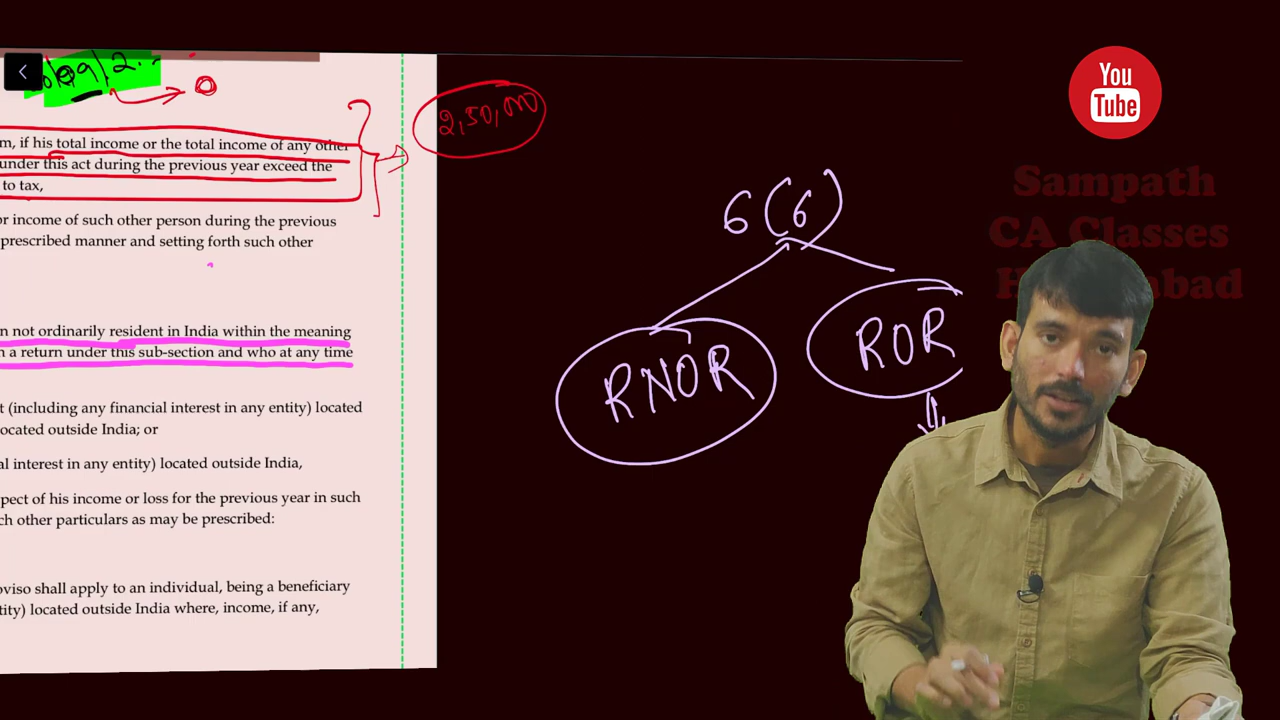 2,50,000
m, if his total income or the total income of any other
under this act during the previous year exceed the
to tax,
or income of such other person during the previous
prescribed manner and setting forth such other
n not ordinarily resident in India within the meaning
a return under this sub-section and who at any time
t (including any financial interest in any entity) located
ocated outside India; or
al interest in any entity) located outside India,
pect of his income or loss for the previous year in such
ch other particulars as may be prescribed:
oviso shall apply to an individual, being a beneficiary
tity) located outside India where, income, if any,
6(6)
RNOR
ROR
You
Tube
Sampath
CA Classes
H bad